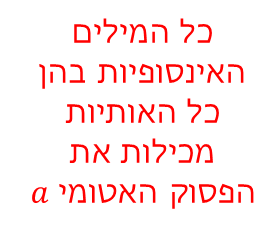 כל המילים
האינסופיות בהן
כל האותיות
מכילות את
הפסוק האטומי a